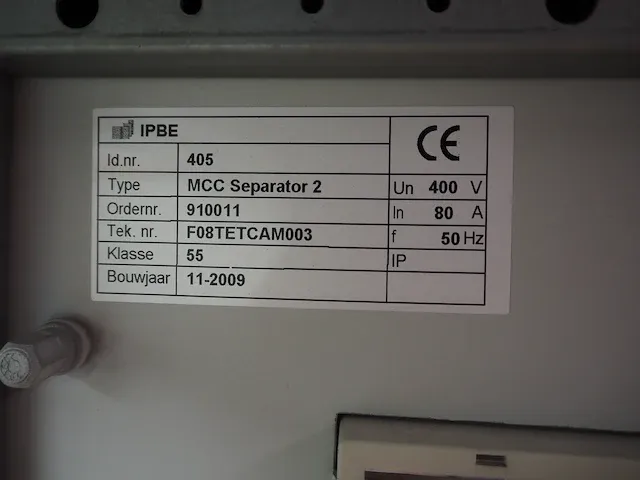 IPBE
CE
Id.nr. 405
Type MCC Separator 2 Un 400 V
Ordernr. 910011 In 80 A
Tek. nr. F08TETCAM003 f 50 Hz
Klasse 55 IP
Bouwjaar 11-2009